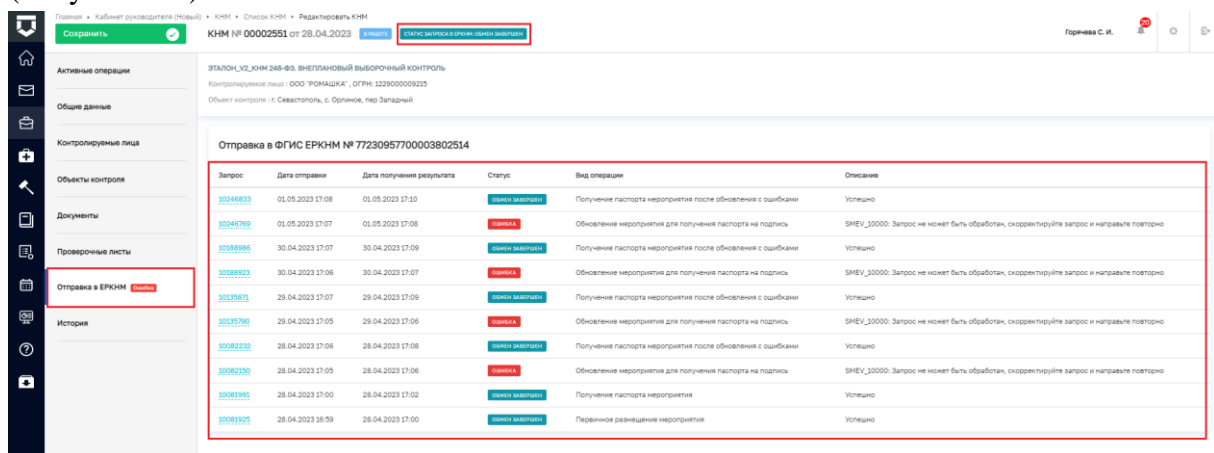 Главная ▸ Кабинет руководителя (Новый) ▸ КНМ ▸ Список КНМ ▸ Редактировать КНМ
Сохранить
КНМ № 00002551 от 28.04.2023 В РАБОТЕ СТАТУС ЗАПРОСА В ЕРКНМ: ОБМЕН ЗАВЕРШЕН
Горячева С. И. 20
Активные операции
Общие данные
Контролируемые лица
Объекты контроля
Документы
Проверочные листы
Отправка в ЕРКНМ Ошибка
История
ЭТАЛОН_V2_КНМ 248-ФЗ. ВНЕПЛАНОВЫЙ ВЫБОРОЧНЫЙ КОНТРОЛЬ
Контролируемое лицо : ООО "РОМАШКА" , ОГРН: 1229000009215
Объект контроля : г. Севастополь, с. Орлиное, пер Западный
Отправка в ФГИС ЕРКНМ № 77230957700003802514
Запрос Дата отправки Дата получения результата Статус Вид операции Описание
10246833 01.05.2023 17:08 01.05.2023 17:10 ОБМЕН ЗАВЕРШЕН Получение паспорта мероприятия после обновления с ошибками Успешно
10246769 01.05.2023 17:07 01.05.2023 17:08 ОШИБКА Обновление мероприятия для получения паспорта на подпись SMEV_10000: Запрос не может быть обработан, скорректируйте запрос и направьте повторно
10188986 30.04.2023 17:07 30.04.2023 17:09 ОБМЕН ЗАВЕРШЕН Получение паспорта мероприятия после обновления с ошибками Успешно
10188923 30.04.2023 17:06 30.04.2023 17:07 ОШИБКА Обновление мероприятия для получения паспорта на подпись SMEV_10000: Запрос не может быть обработан, скорректируйте запрос и направьте повторно
10135871 29.04.2023 17:07 29.04.2023 17:09 ОБМЕН ЗАВЕРШЕН Получение паспорта мероприятия после обновления с ошибками Успешно
10135790 29.04.2023 17:05 29.04.2023 17:06 ОШИБКА Обновление мероприятия для получения паспорта на подпись SMEV_10000: Запрос не может быть обработан, скорректируйте запрос и направьте повторно
10082232 28.04.2023 17:06 28.04.2023 17:08 ОБМЕН ЗАВЕРШЕН Получение паспорта мероприятия после обновления с ошибками Успешно
10082150 28.04.2023 17:05 28.04.2023 17:06 ОШИБКА Обновление мероприятия для получения паспорта на подпись SMEV_10000: Запрос не может быть обработан, скорректируйте запрос и направьте повторно
10081991 28.04.2023 17:00 28.04.2023 17:02 ОБМЕН ЗАВЕРШЕН Получение паспорта мероприятия Успешно
10081925 28.04.2023 16:59 28.04.2023 17:00 ОБМЕН ЗАВЕРШЕН Первичное размещение мероприятия Успешно